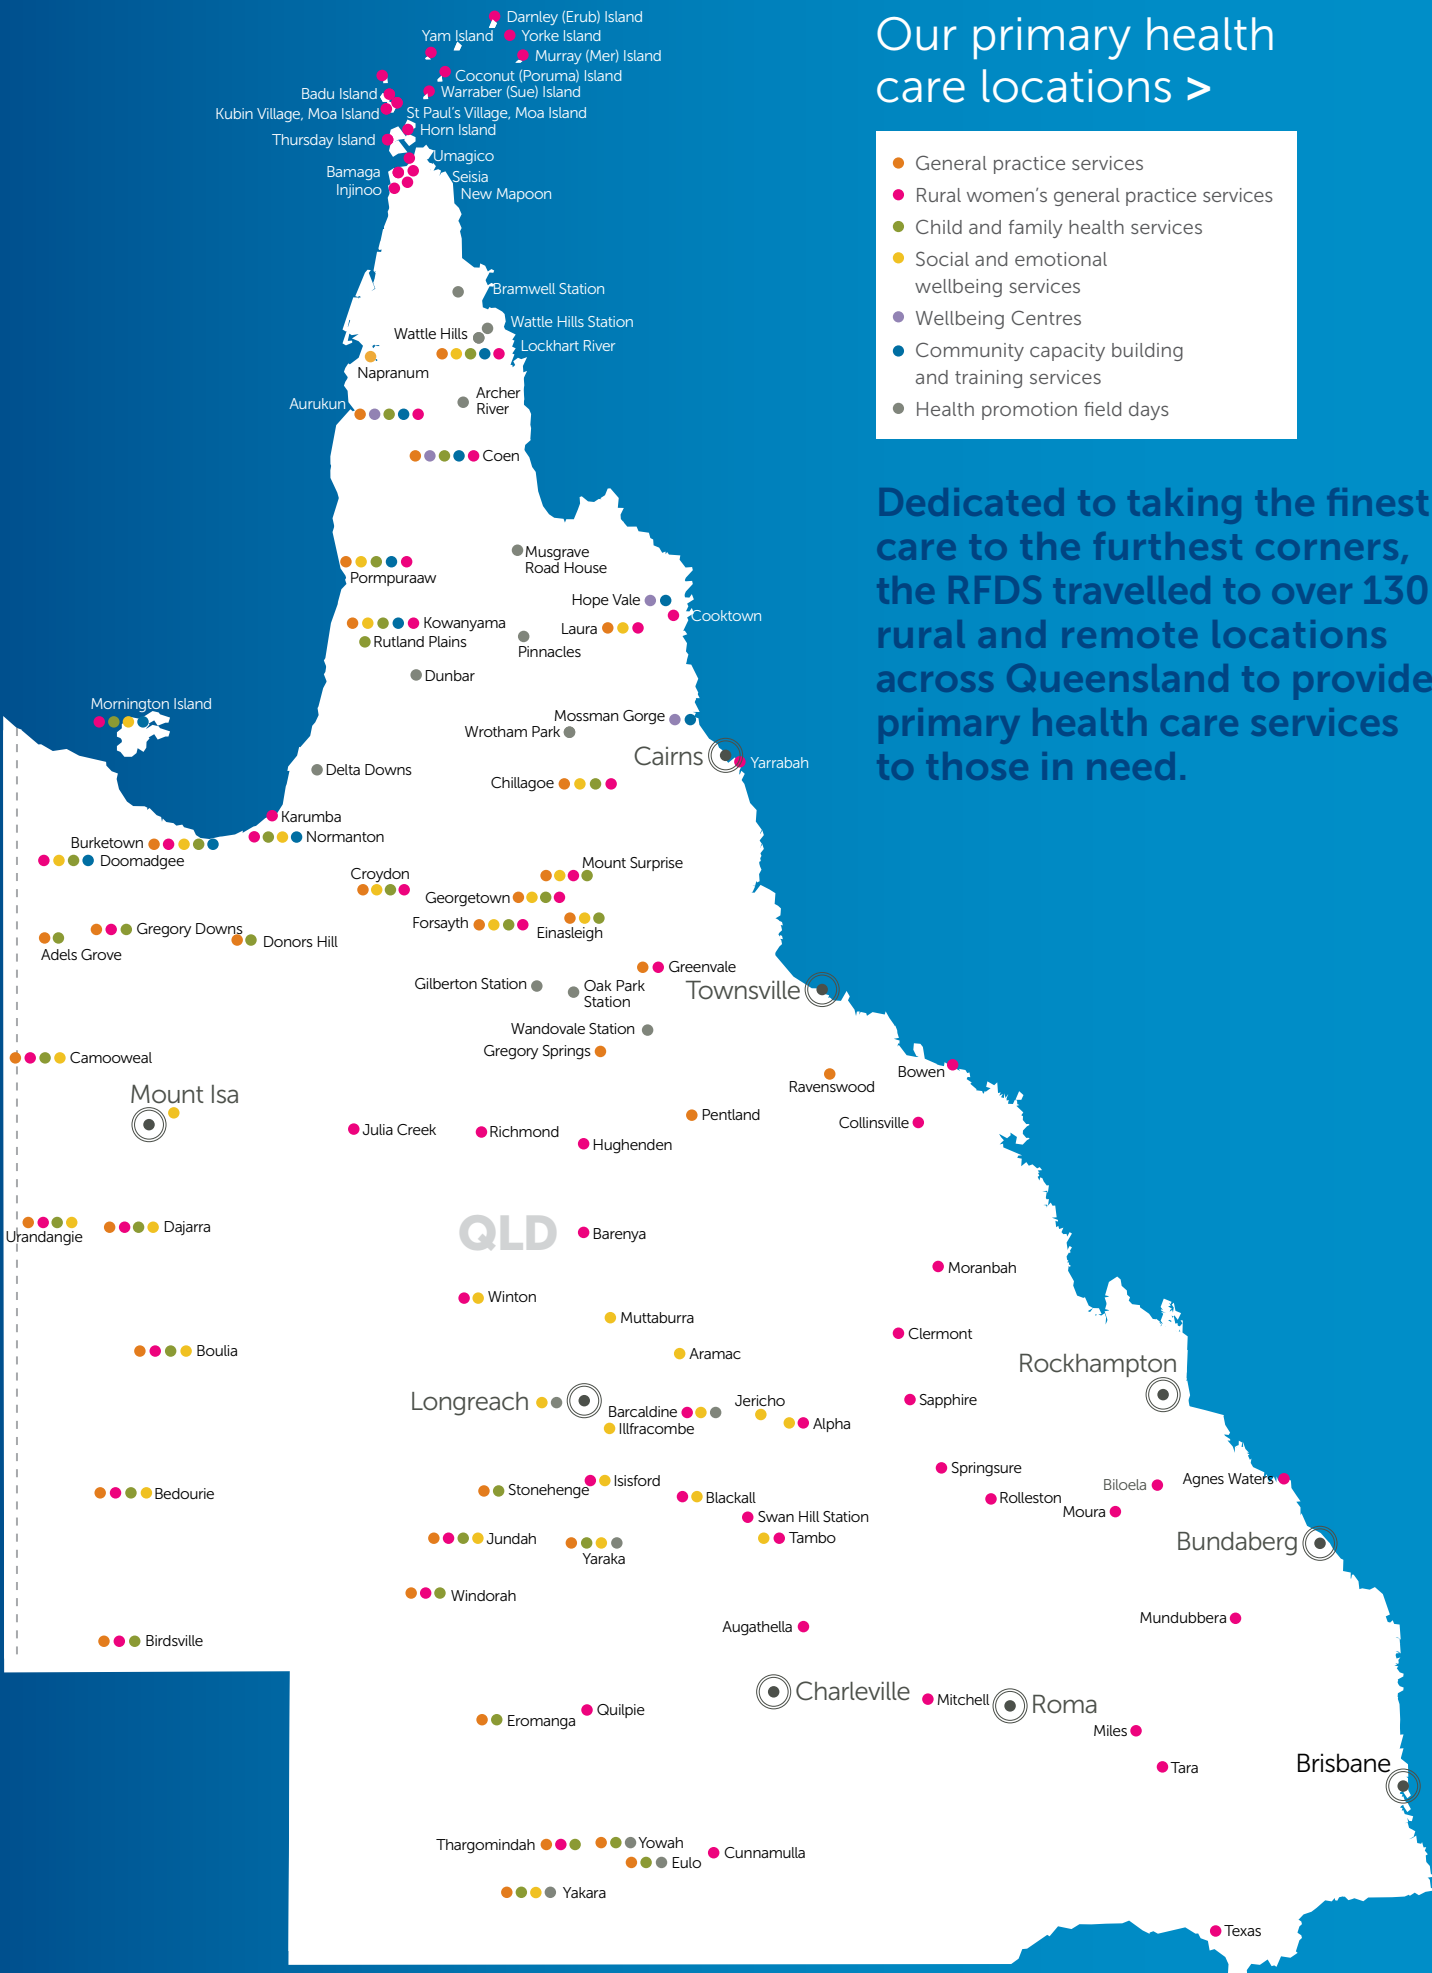 Our primary health
care locations >
General practice services
Rural women's general practice services
Child and family health services
Social and emotional
wellbeing services
Wellbeing Centres
Community capacity building
and training services
Health promotion field days
Dedicated to taking the finest
care to the furthest corners,
the RFDS travelled to over 130
rural and remote locations
across Queensland to provide
primary health care services
to those in need.
Darnley (Erub) Island
Yam Island
Yorke Island
Murray (Mer) Island
Coconut (Poruma) Island
Badu Island
Warraber (Sue) Island
Kubin Village, Moa Island
St Paul's Village, Moa Island
Horn Island
Thursday Island
Umagico
Bamaga
Seisia
Injinoo
New Mapoon
Bramwell Station
Wattle Hills Station
Wattle Hills
Lockhart River
Napranum
Archer
River
Aurukun
Coen
Musgrave
Road House
Pormpuraaw
Hope Vale
Cooktown
Kowanyama
Laura
Rutland Plains
Pinnacles
Dunbar
Mornington Island
Mossman Gorge
Wrotham Park
Cairns
Yarrabah
Delta Downs
Chillagoe
Karumba
Normanton
Burketown
Doomadgee
Mount Surprise
Croydon
Georgetown
Forsayth
Einasleigh
Gregory Downs
Donors Hill
Adels Grove
Greenvale
Gilberton Station
Oak Park
Station
Townsville
Wandovale Station
Gregory Springs
Camooweal
Bowen
Ravenswood
Mount Isa
Pentland
Collinsville
Julia Creek
Richmond
Hughenden
Urandangie
Dajarra
QLD
Barenya
Moranbah
Winton
Muttaburra
Clermont
Boulia
Aramac
Rockhampton
Longreach
Jericho
Sapphire
Barcaldine
Illfracombe
Alpha
Springsure
Isisford
Agnes Waters
Biloela
Stonehenge
Bedourie
Blackall
Rolleston
Moura
Swan Hill Station
Jundah
Tambo
Bundaberg
Yaraka
Windorah
Mundubbera
Augathella
Birdsville
Charleville
Mitchell
Roma
Quilpie
Eromanga
Miles
Tara
Brisbane
Thargomindah
Yowah
Cunnamulla
Eulo
Yakara
Texas